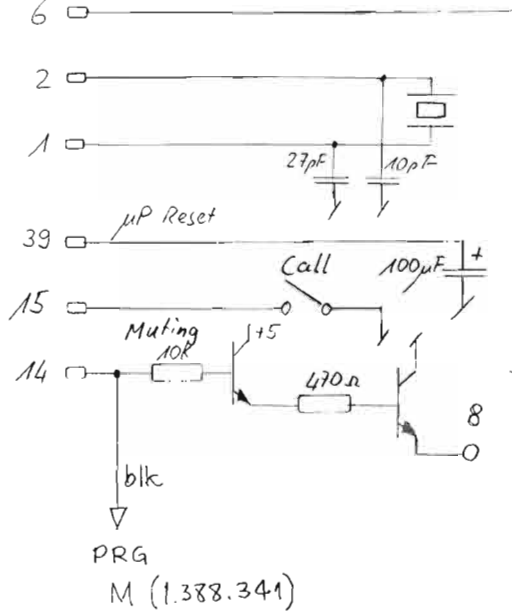 6
2
1
27pF 10pF
µP Reset
39
Call 100µF +
15
Muting +5
10k
14
470Ω
8
blk
PRG
M (1.388.341)